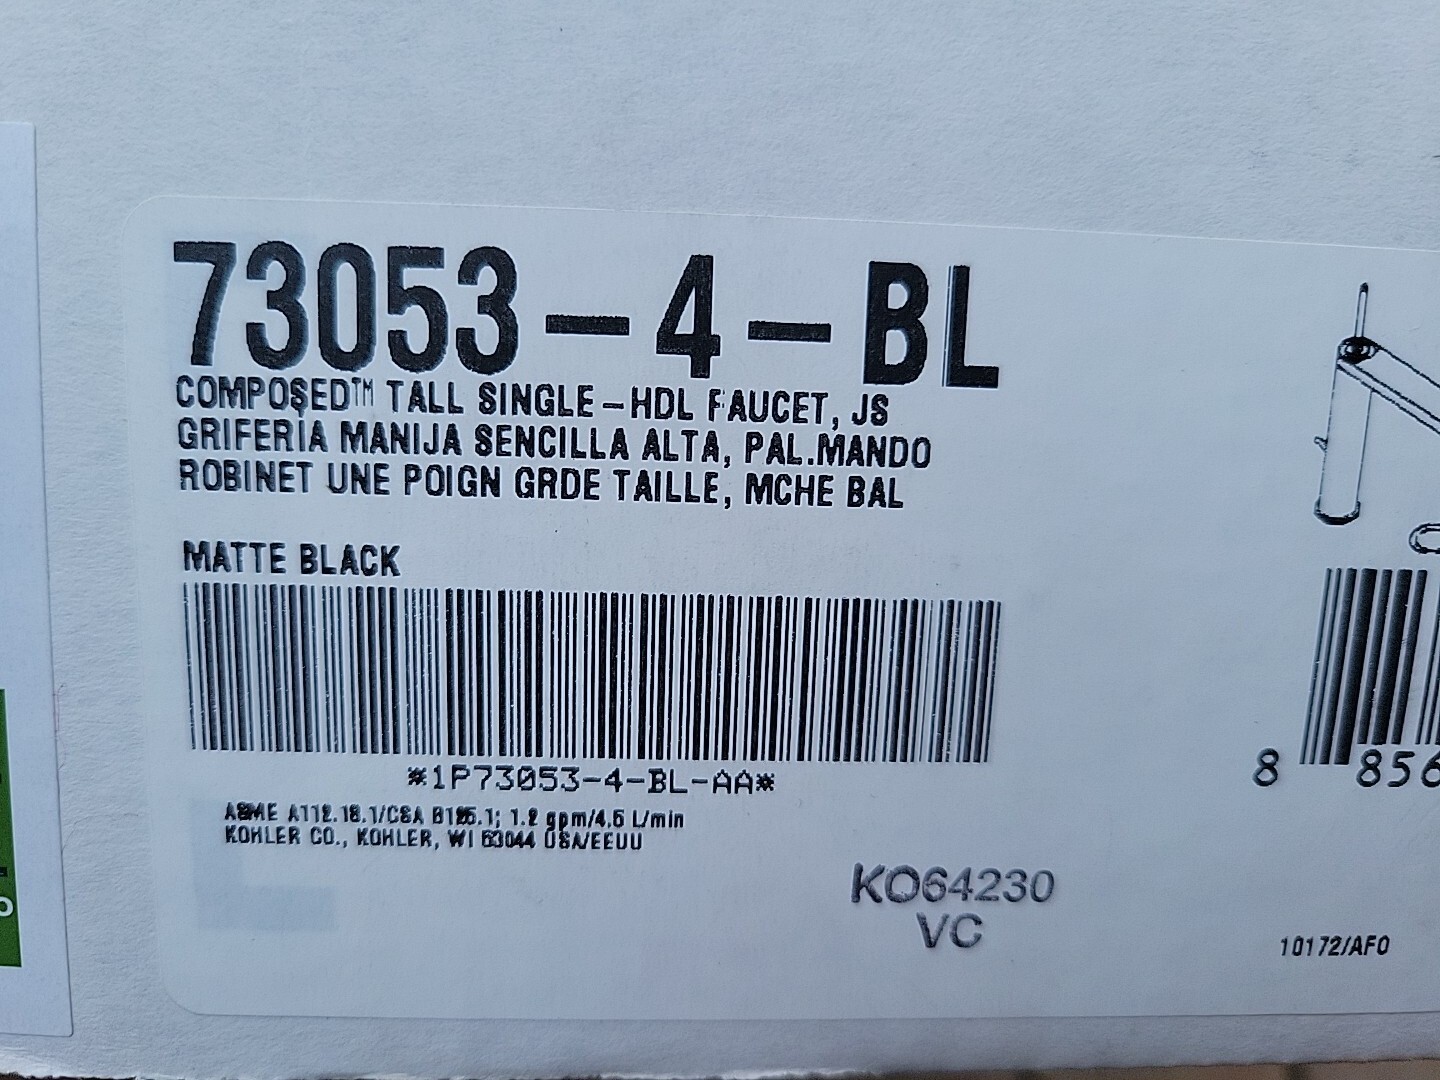 73053-4-BL
COMPOSED™ TALL SINGLE-HDL FAUCET, JS
GRIFERIA MANIJA SENCILLA ALTA, PAL.MANDO
ROBINET UNE POIGN GRDE TAILLE, MCHE BAL
MATTE BLACK
*1P73053-4-BL-AA*
ASME A112.18.1/CSA B125.1; 1.2 gpm/4.5 L/min
KOHLER CO., KOHLER, WI 53044 USA/EEUU
KO64230
VC
8 856
10172/AFO